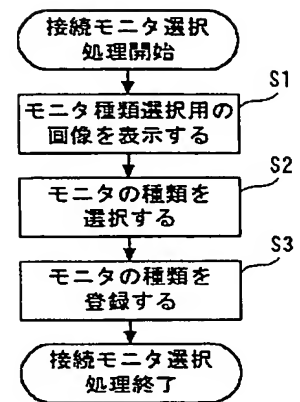 接続モニタ選択
処理開始
S1
モニタ種類選択用の
画像を表示する
S2
モニタの種類を
選択する
S3
モニタの種類を
登録する
接続モニタ選択
処理終了